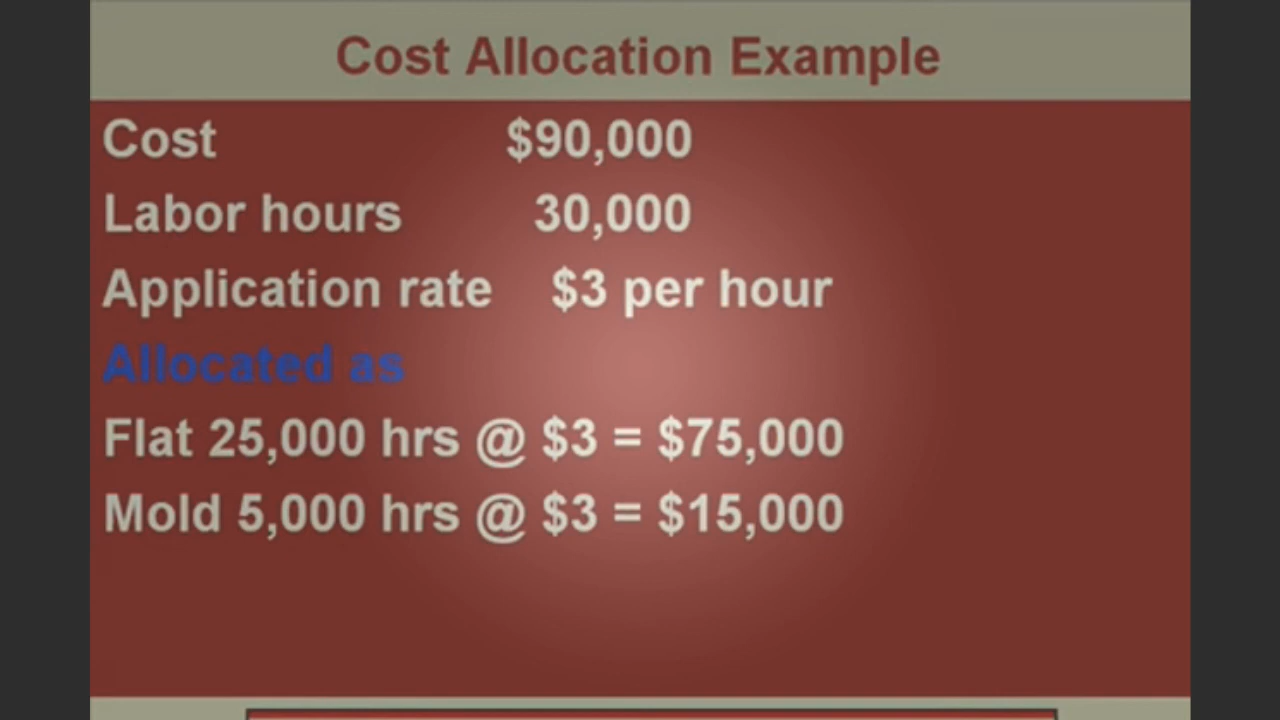 Cost Allocation Example
Cost $90,000
Labor hours 30,000
Application rate $3 per hour
Allocated as
Flat 25,000 hrs @ $3 = $75,000
Mold 5,000 hrs @ $3 = $15,000